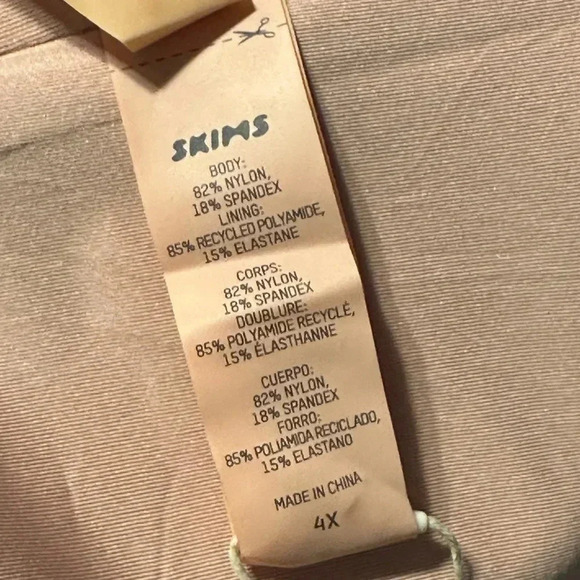 SKIMS
BODY:
82% NYLON,
18% SPANDEX
LINING:
85% RECYCLED POLYAMIDE,
15% ELASTANE
CORPS:
82% NYLON,
18% SPANDEX
DOUBLURE:
85% POLYAMIDE RECYCLÉ,
15% ÉLASTHANNE
CUERPO:
82% NYLON,
18% SPANDEX
FORRO:
85% POLIAMIDA RECICLADO,
15% ELASTANO
MADE IN CHINA
4X